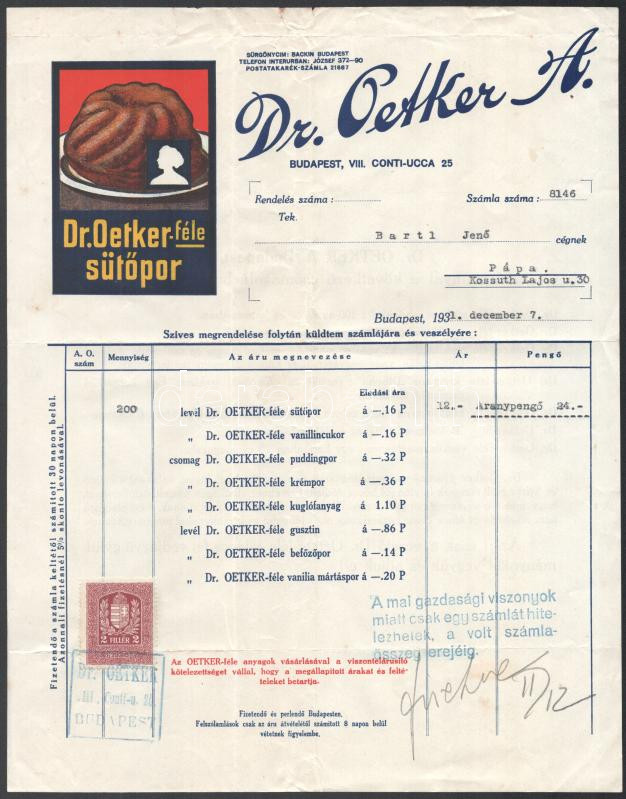 SÜRGÖNYCIM: BACKIN BUDAPEST
TELEFON INTERURBAN: JÓZSEF 372–90
POSTATAKARÉK-SZÁMLA 21667
Dr. Oetker A.
BUDAPEST, VIII. CONTI-UCCA 25
Dr.Oetker-féle
sütőpor
Rendelés száma :
Számla száma : 8146
Tek.
Bartl Jenő cégnek
Pápa.
Kossuth Lajos u.30
Budapest, 1931. december 7.
Szives megrendelése folytán küldtem számlájára és veszélyére :
A. O. szám Mennyiség Az áru megnevezése Ár Pengő
Eladási ára
200 levél Dr. OETKER-féle sütőpor á —.16 P 12.- Aranypengő 24.-
„ Dr. OETKER-féle vanillincukor á —.16 P
csomag Dr. OETKER-féle puddingpor á —.32 P
„ Dr. OETKER-féle krémpor á —.36 P
„ Dr. OETKER-féle kuglófanyag á 1.10 P
levél Dr. OETKER-féle gusztin á —.86 P
„ Dr. OETKER-féle befőzőpor á —.14 P
„ Dr. OETKER-féle vanilia mártáspor á —.20 P
Fizetendő a számla keltétől számított 30 napon belül.
Azonnali fizetésnél 5% skonto levonásával.
A mai gazdasági viszonyok
miatt csak egy számlát hite-
lezhetek, a volt számla-
összeg erejéig.
2 FILLÉR 2
Dr. OETKER
Conti-u. 25
BUDAPEST
Az OETKER-féle anyagok vásárlásával a viszontelárusító
kötelezettséget vállal, hogy a megállapított árakat és felté-
teleket betartja.
11/12
Fizetendő és perlendő Budapesten.
Felszólamlások csak az áru átvételétől számított 8 napon belül
vétetnek figyelembe.